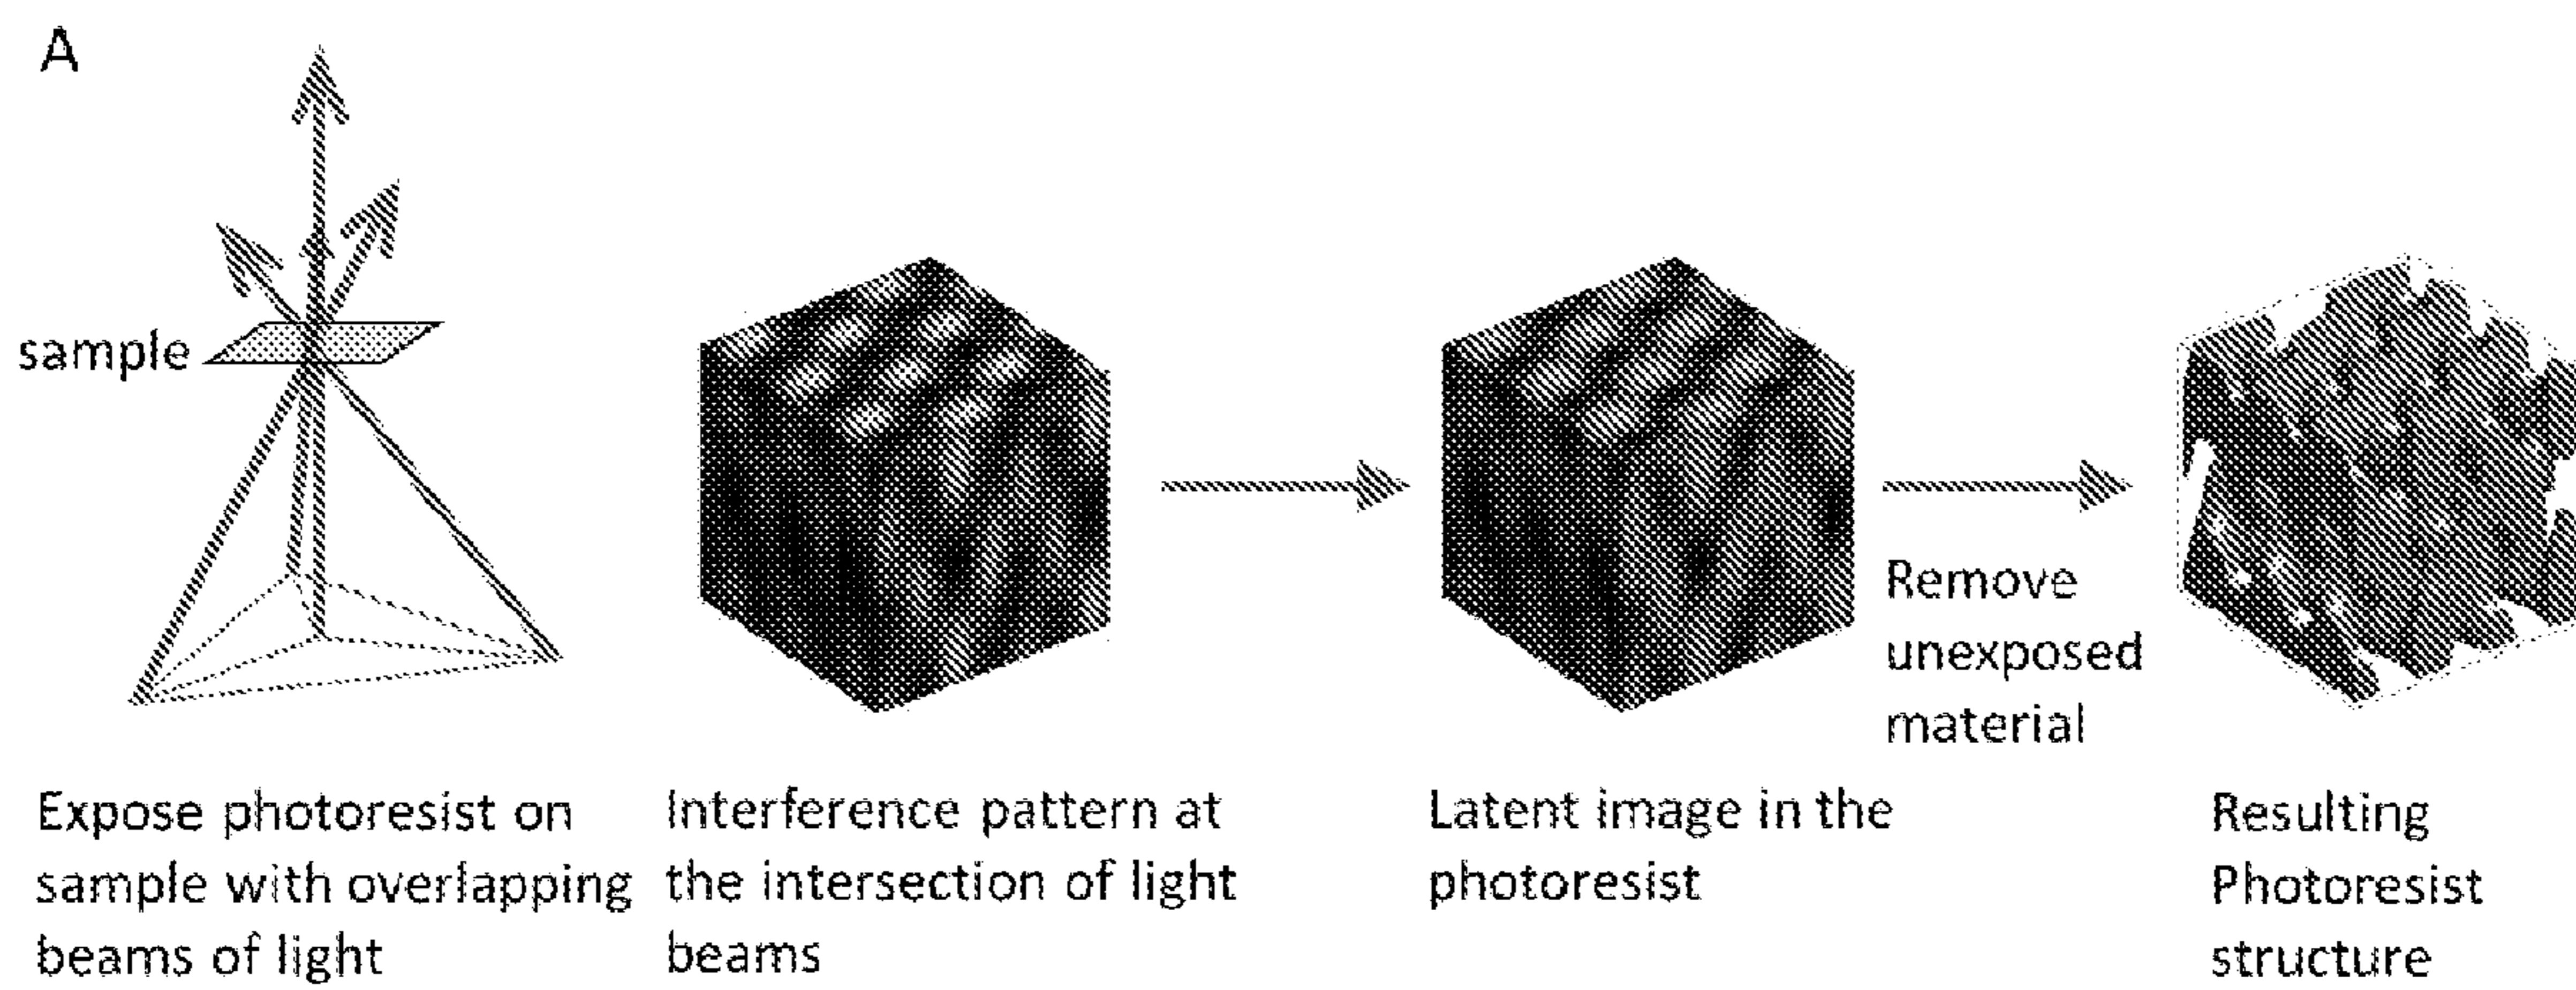 A
sample
Remove
unexposed
material
Expose photoresist on
sample with overlapping
beams of light
Interference pattern at
the intersection of light
beams
Latent image in the
photoresist
Resulting
Photoresist
structure